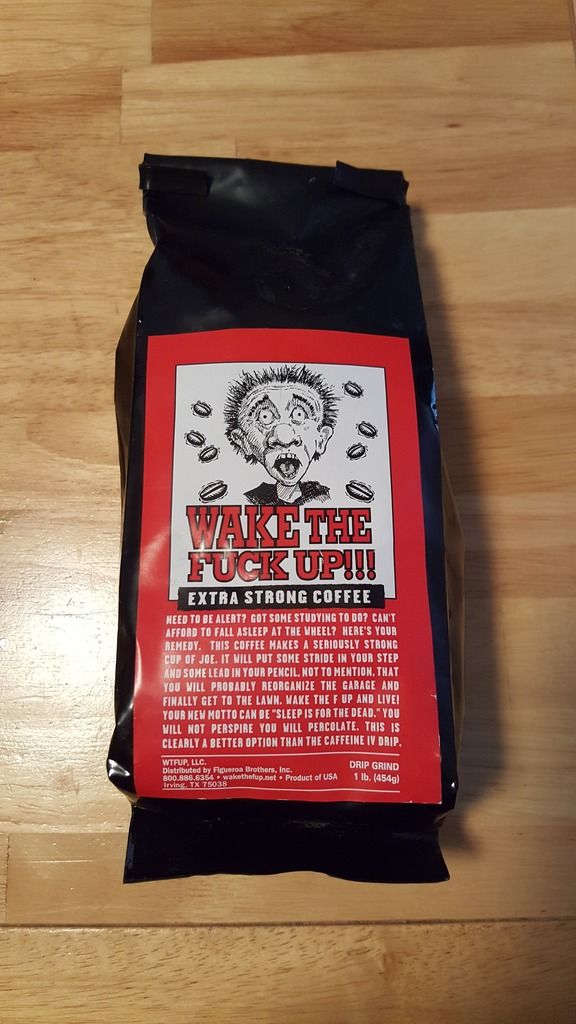 WAKE THE
FUCK UP!!!
EXTRA STRONG COFFEE
NEED TO BE ALERT? GOT SOME STUDYING TO DO? CAN'T
AFFORD TO FALL ASLEEP AT THE WHEEL? HERE'S YOUR
REMEDY. THIS COFFEE MAKES A SERIOUSLY STRONG
CUP OF JOE. IT WILL PUT SOME STRIDE IN YOUR STEP
AND SOME LEAD IN YOUR PENCIL. NOT TO MENTION, THAT
YOU WILL PROBABLY REORGANIZE THE GARAGE AND
FINALLY GET TO THE LAWN. WAKE THE F UP AND LIVE!
YOUR NEW MOTTO CAN BE "SLEEP IS FOR THE DEAD." YOU
WILL NOT PERSPIRE YOU WILL PERCOLATE. THIS IS
CLEARLY A BETTER OPTION THAN THE CAFFEINE IV DRIP.
WTFUP, LLC.
Distributed by Figueroa Brothers, Inc.
800.886.6354 • wakethefup.net • Product of USA
Irving, TX 75038
DRIP GRIND
1 lb. (454g)